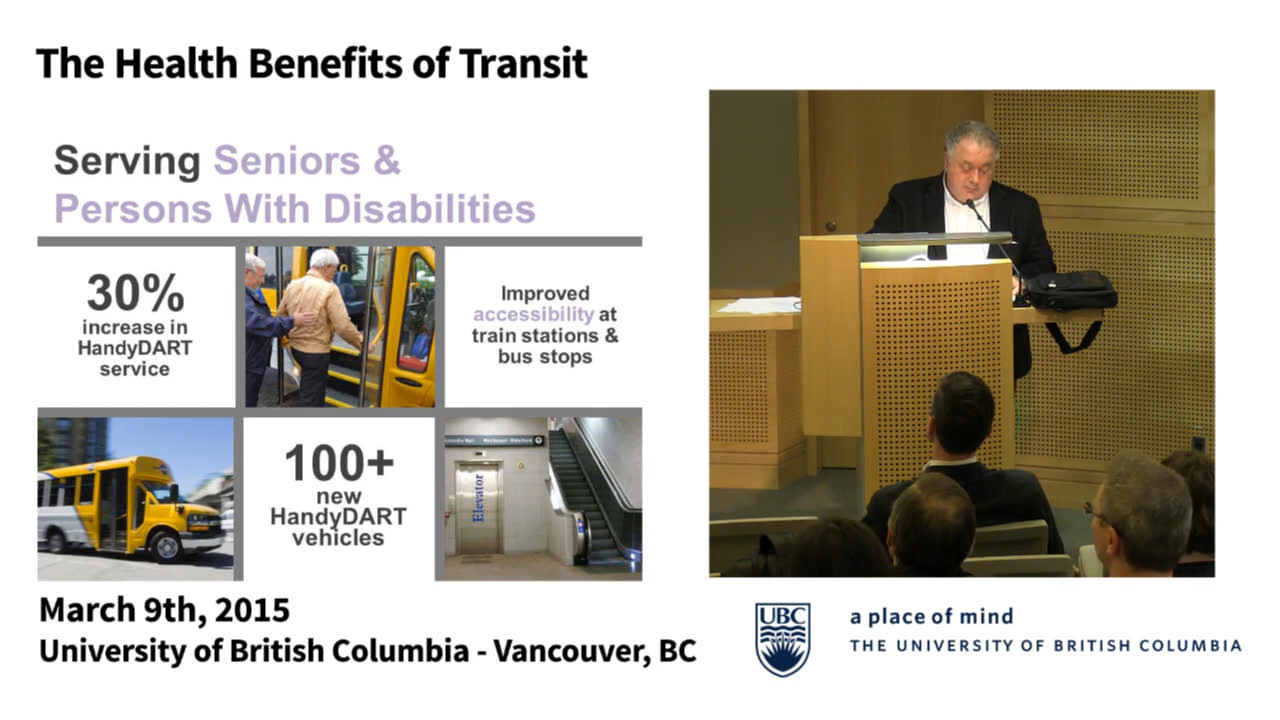 The Health Benefits of Transit
Serving Seniors &
Persons With Disabilities
30%
increase in
HandyDART
service
Improved
accessibility at
train stations &
bus stops
100+
new
HandyDART
vehicles
Elevator
March 9th, 2015
University of British Columbia - Vancouver, BC
UBC
a place of mind
THE UNIVERSITY OF BRITISH COLUMBIA